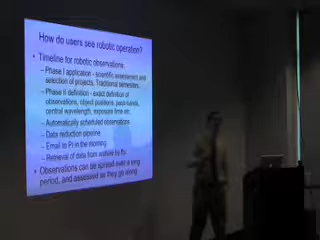 How do users see robotic operation?
• Timeline for robotic observations:
– Phase I application - scientific assessment and
selection of projects. Traditional semesters.
– Phase II definition - exact definition of
observations, object positions, pass-bands,
central wavelength, exposure time etc.
– Automatically scheduled observations
– Data reduction pipeline
– Email to PI in the morning
– Retrieval of data from archive by
• Observations can be spread over a long
period, and assessed as they go along